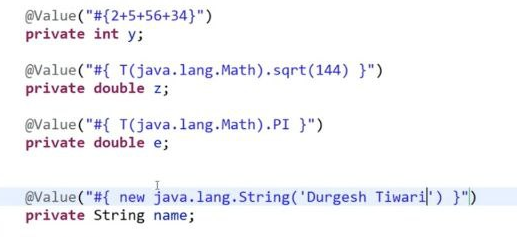 @Value("#{2+5+56+34}")
private int y;
@Value("#{ T(java.lang.Math).sqrt(144) }")
private double z;
@Value("#{ T(java.lang.Math).PI }")
private double e;
@Value("#{ new java.lang.String('Durgesh Tiwari') }")
private String name;